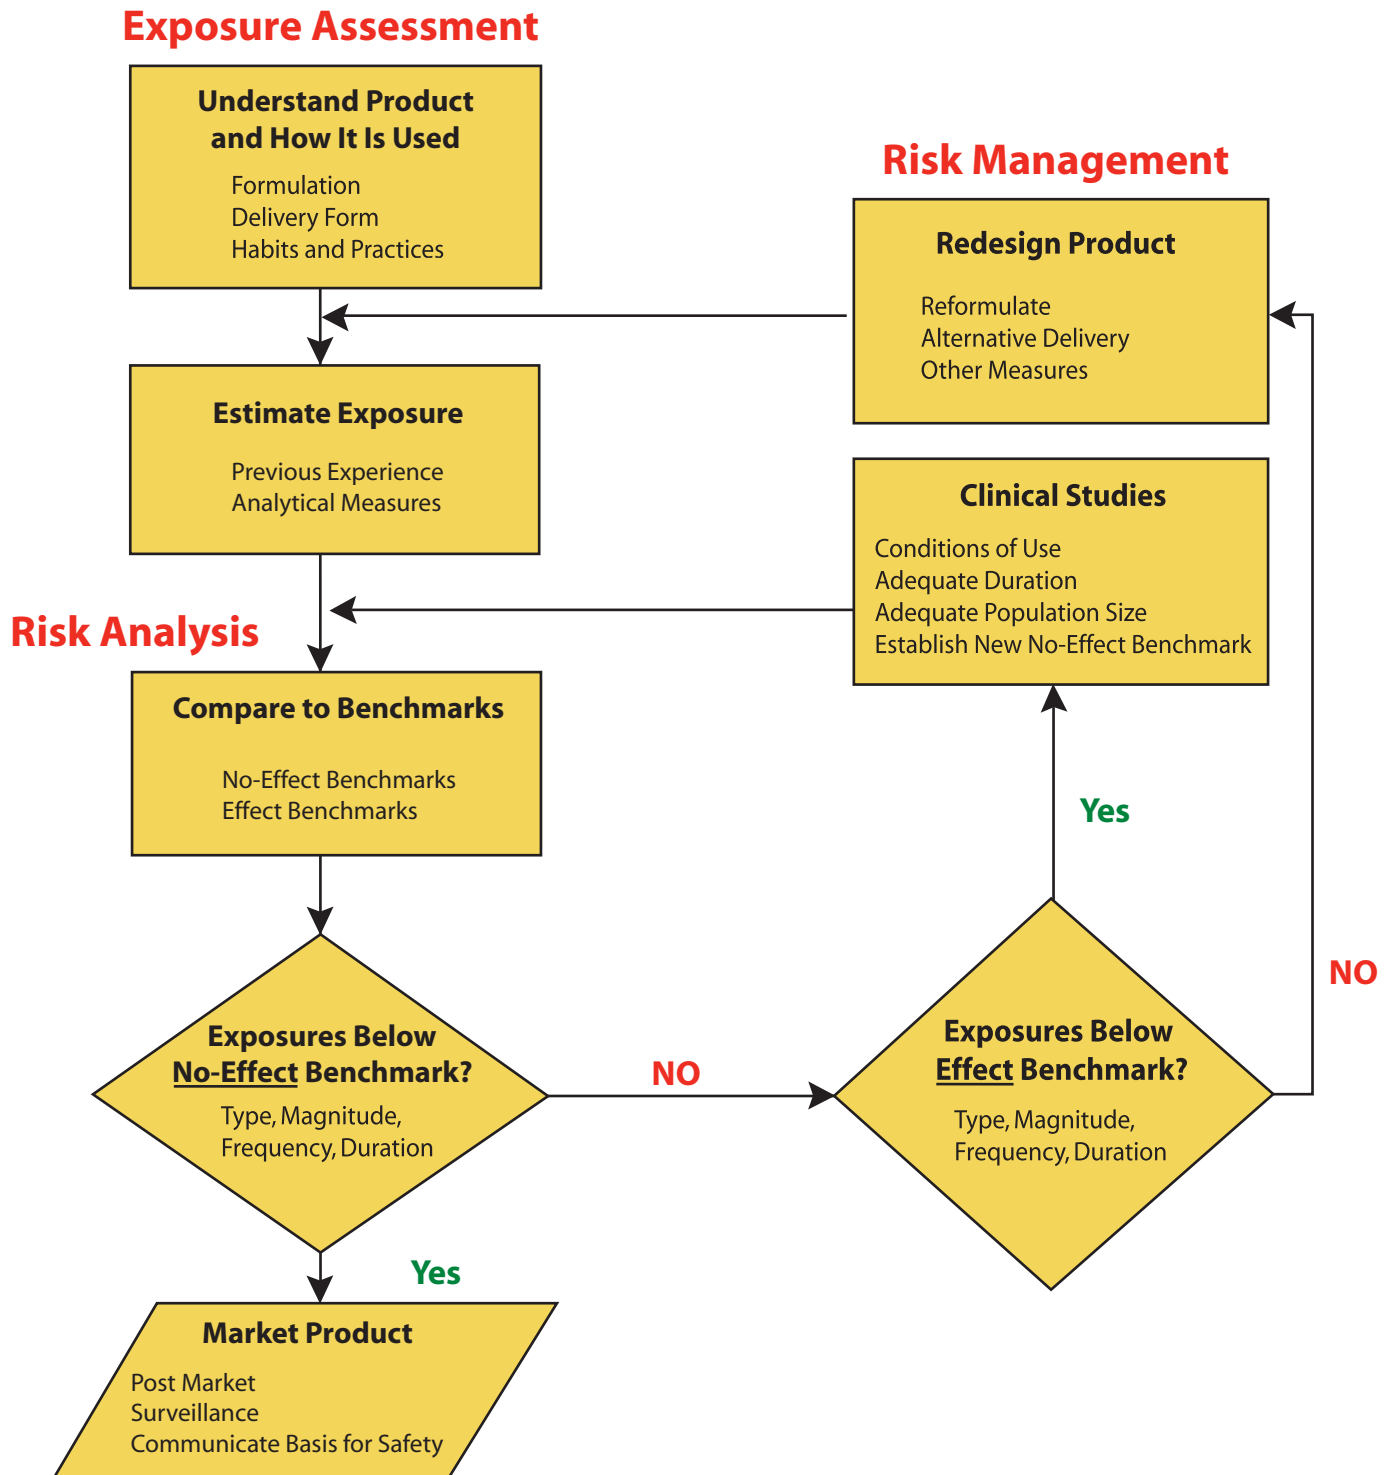 Exposure Assessment
Understand Product
and How It Is Used
Formulation
Delivery Form
Habits and Practices
Risk Management
Redesign Product
Reformulate
Alternative Delivery
Other Measures
Estimate Exposure
Previous Experience
Analytical Measures
Clinical Studies
Conditions of Use
Adequate Duration
Adequate Population Size
Establish New No-Effect Benchmark
Risk Analysis
Compare to Benchmarks
No-Effect Benchmarks
Effect Benchmarks
Yes
NO
Exposures Below
No-Effect Benchmark?
Type, Magnitude,
Frequency, Duration
NO
Exposures Below
Effect Benchmark?
Type, Magnitude,
Frequency, Duration
Yes
Market Product
Post Market
Surveillance
Communicate Basis for Safety